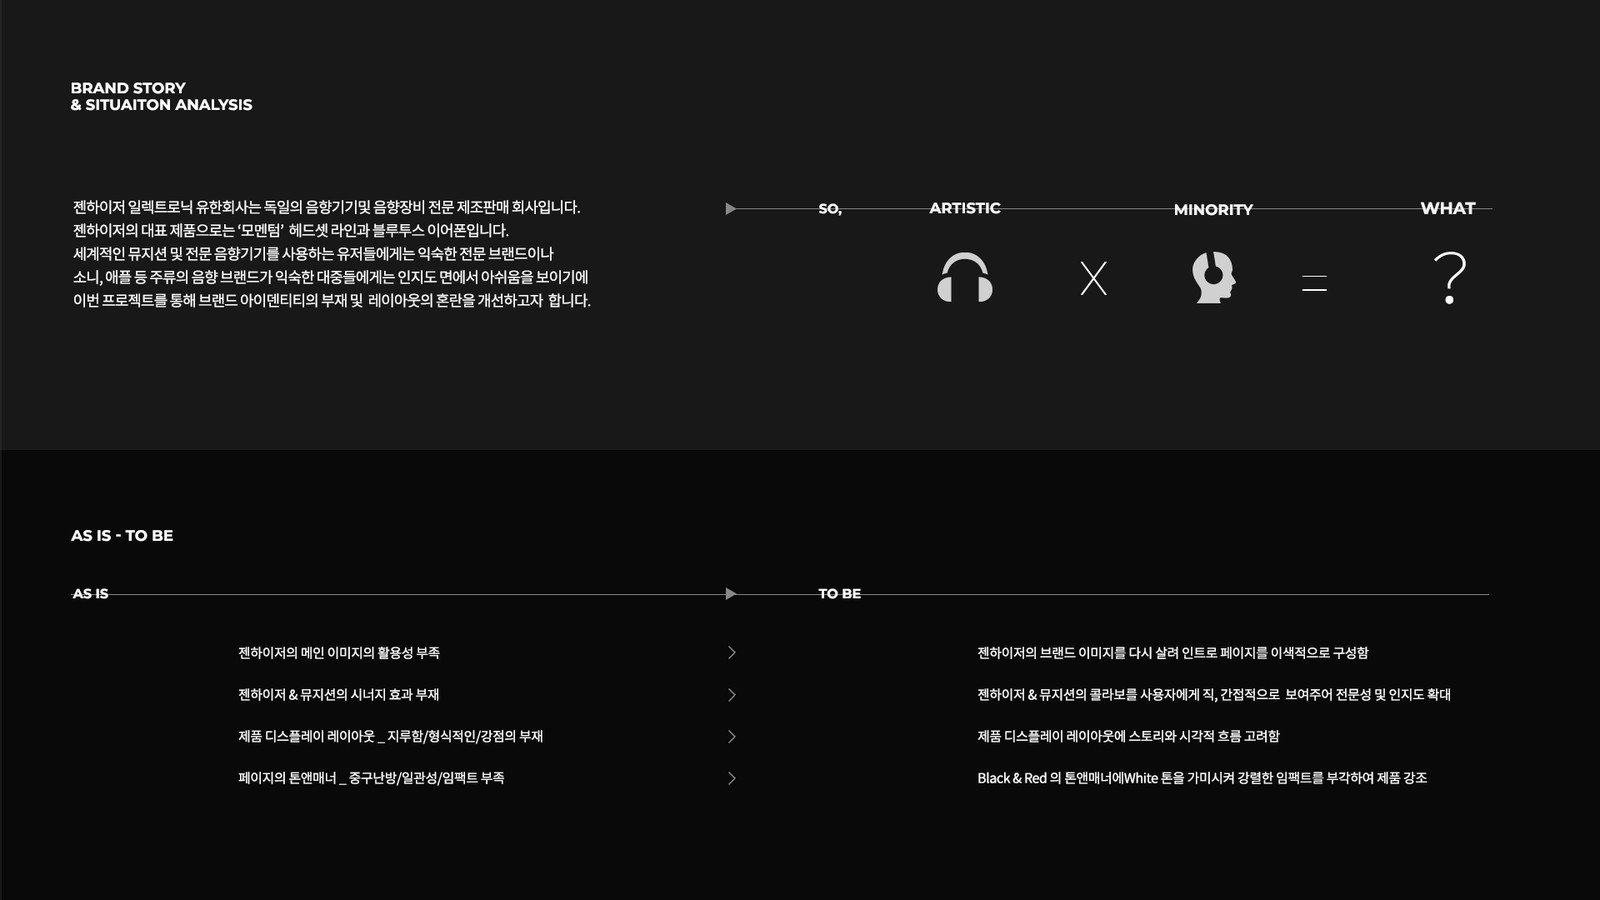 BRAND STORY
& SITUAITON ANALYSIS
젠하이저 일렉트로닉 유한회사는 독일의 음향기기및 음향장비 전문 제조판매 회사입니다.
젠하이저의 대표 제품으로는 ‘모멘텀’ 헤드셋 라인과 블루투스 이어폰입니다.
세계적인 뮤지션 및 전문 음향기기를 사용하는 유저들에게는 익숙한 전문 브랜드이나
소니, 애플 등 주류의 음향 브랜드가 익숙한 대중들에게는 인지도 면에서 아쉬움을 보이기에
이번 프로젝트를 통해 브랜드 아이덴티티의 부재 및 레이아웃의 혼란을 개선하고자 합니다.
SO, ARTISTIC MINORITY WHAT
X = ?
AS IS - TO BE
AS IS TO BE
젠하이저의 메인 이미지의 활용성 부족 > 젠하이저의 브랜드 이미지를 다시 살려 인트로 페이지를 이색적으로 구성함
젠하이저 & 뮤지션의 시너지 효과 부재 > 젠하이저 & 뮤지션의 콜라보를 사용자에게 직, 간접적으로 보여주어 전문성 및 인지도 확대
제품 디스플레이 레이아웃 _ 지루함/형식적인/강점의 부재 > 제품 디스플레이 레이아웃에 스토리와 시각적 흐름 고려함
페이지의 톤앤매너 _ 중구난방/일관성/임팩트 부족 > Black & Red 의 톤앤매너에White 톤을 가미시켜 강렬한 임팩트를 부각하여 제품 강조